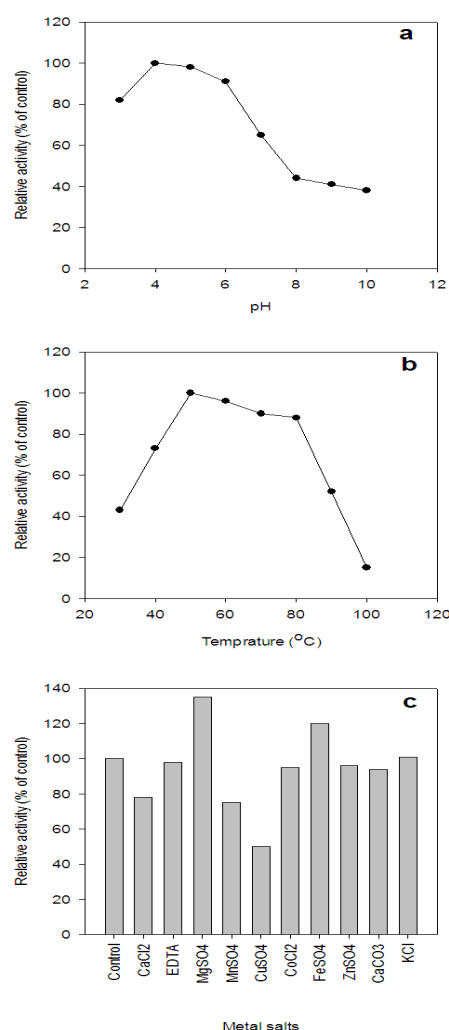 a
Relative activity (% of control)
120
100
80
60
40
20
0
2 4 6 8 10 12
pH
b
Relative activity (% of control)
120
100
80
60
40
20
0
20 40 60 80 100 120
Temprature (OC)
c
Relative activity (% of control)
140
120
100
80
60
40
20
0
Control
CaCl2
EDTA
MgSO4
MnSO4
CuSO4
CoCl2
FeSO4
ZnSO4
CaCO3
KCl
Metal salts